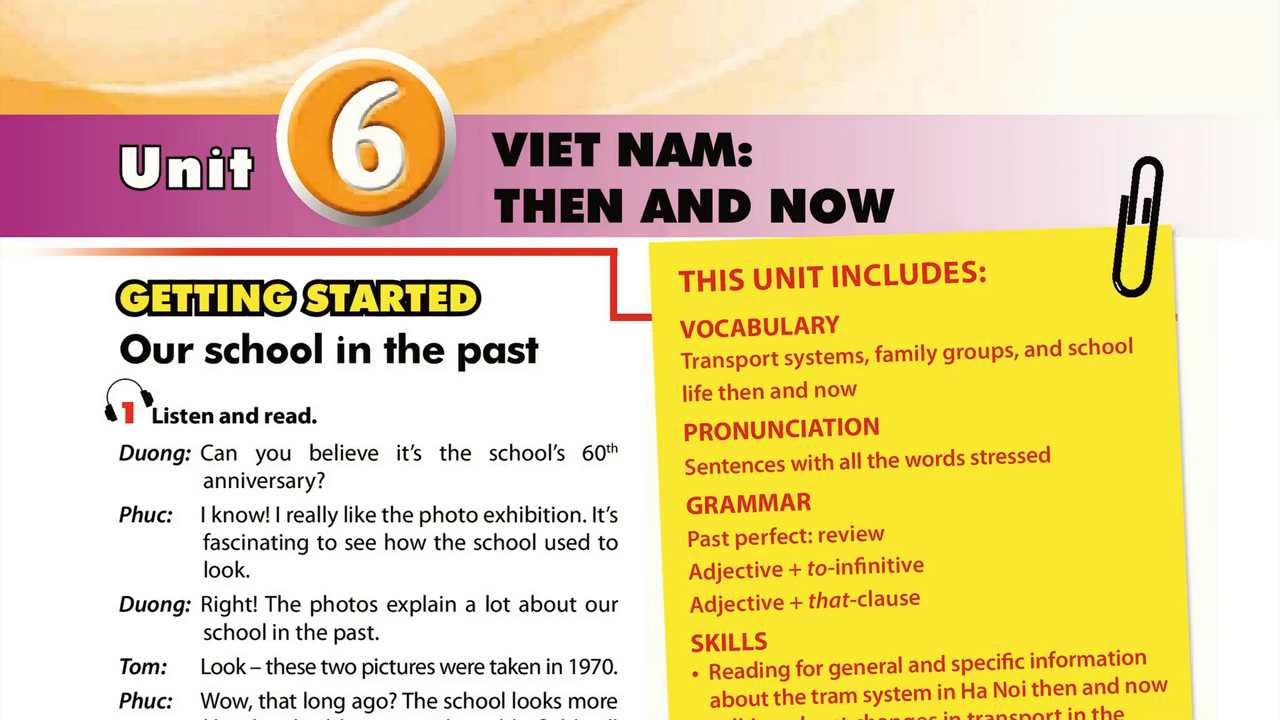 Unit 6
VIET NAM:
THEN AND NOW
GETTING STARTED
Our school in the past
1 Listen and read.
Duong: Can you believe it's the school's 60th
anniversary?
Phuc: I know! I really like the photo exhibition. It's
fascinating to see how the school used to
look.
Duong: Right! The photos explain a lot about our
school in the past.
Tom: Look – these two pictures were taken in 1970.
Phuc: Wow, that long ago? The school looks more
THIS UNIT INCLUDES:
VOCABULARY
Transport systems, family groups, and school
life then and now
PRONUNCIATION
Sentences with all the words stressed
GRAMMAR
Past perfect: review
Adjective + to-infinitive
Adjective + that-clause
SKILLS
• Reading for general and specific information
about the tram system in Ha Noi then and now
changes in transport in the